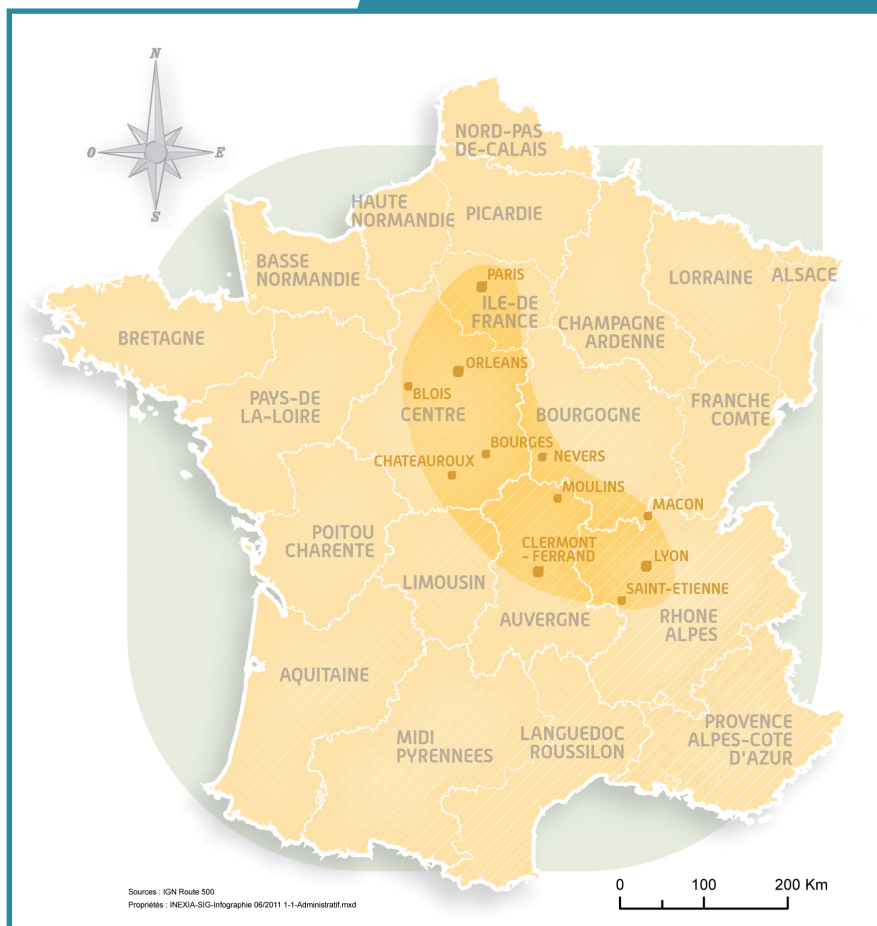 N
O
E
S
NORD-PAS
DE-CALAIS
HAUTE
NORMANDIE
PICARDIE
BASSE
NORMANDIE
PARIS
ILE-DE
FRANCE
LORRAINE
ALSACE
CHAMPAGNE
ARDENNE
BRETAGNE
ORLEANS
BLOIS
PAYS-DE
LA-LOIRE
CENTRE
BOURGOGNE
FRANCHE
COMTE
BOURGES
NEVERS
CHATEAUROUX
MOULINS
MACON
POITOU
CHARENTE
CLERMONT
- FERRAND
LYON
LIMOUSIN
SAINT-ETIENNE
AUVERGNE
RHONE
ALPES
AQUITAINE
MIDI
PYRENNEES
LANGUEDOC
ROUSSILON
PROVENCE
ALPES-COTE
D'AZUR
Sources : IGN Route 500
Propriétés : INEXIA-SIG-Infographie 06/2011 1-1-Administratif.mxd
0 100 200 Km